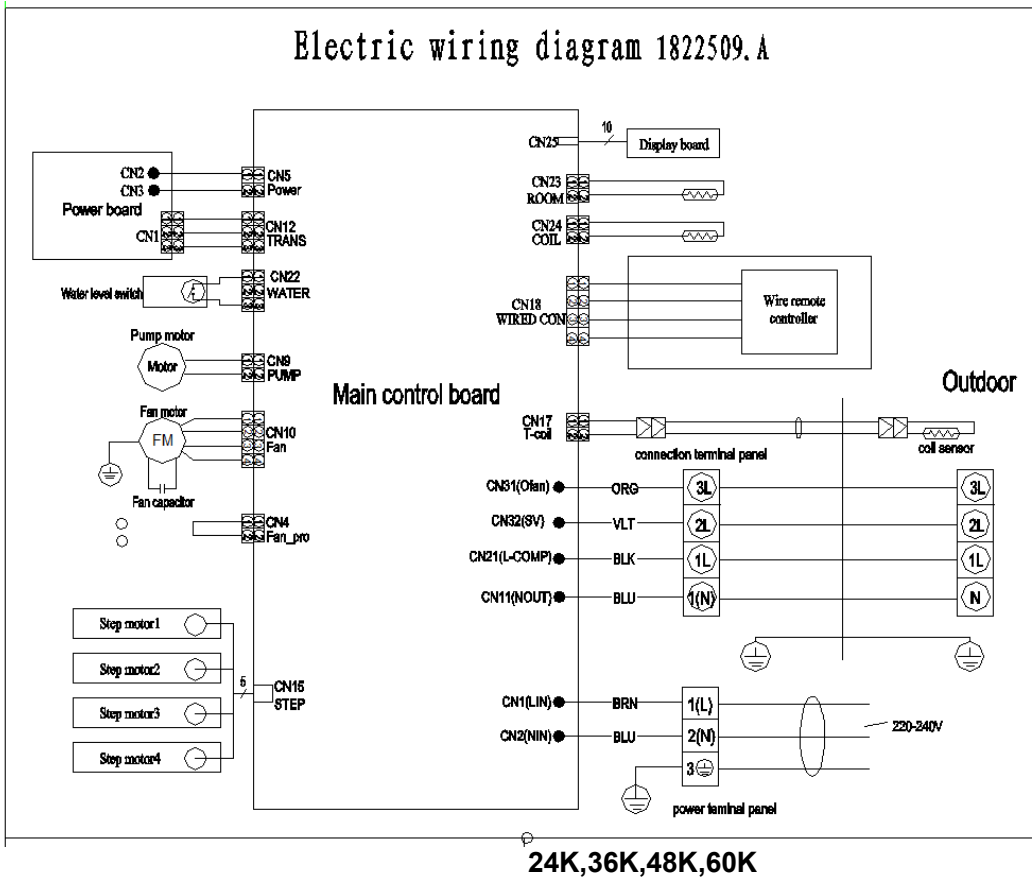 Electric wiring diagram 1822509.A
CN25
10
Display board
CN2
CN3
Power board
CN1
CN5
Power
CN12
TRANS
CN23
ROOM
CN24
COIL
Water level switch
CN22
WATER
CN18
WIRED CON
Wire remote
controller
Pump motor
Motor
CN9
PUMP
Main control board
Outdoor
Fan motor
FM
CN10
Fan
Fan capacitor
CN17
T-coil
connection terminal panel
coil sensor
CN4
Fan_pro
CN31(Ofan)
ORG
3L
3L
CN32(SV)
VLT
2L
2L
CN21(L-COMP)
BLK
1L
1L
CN11(NOUT)
BLU
1(N)
N
Step motor1
Step motor2
Step motor3
Step motor4
5
CN15
STEP
CN1(LIN)
BRN
1(L)
CN2(NIN)
BLU
2(N)
3
220-240V
power teminal panel
24K,36K,48K,60K